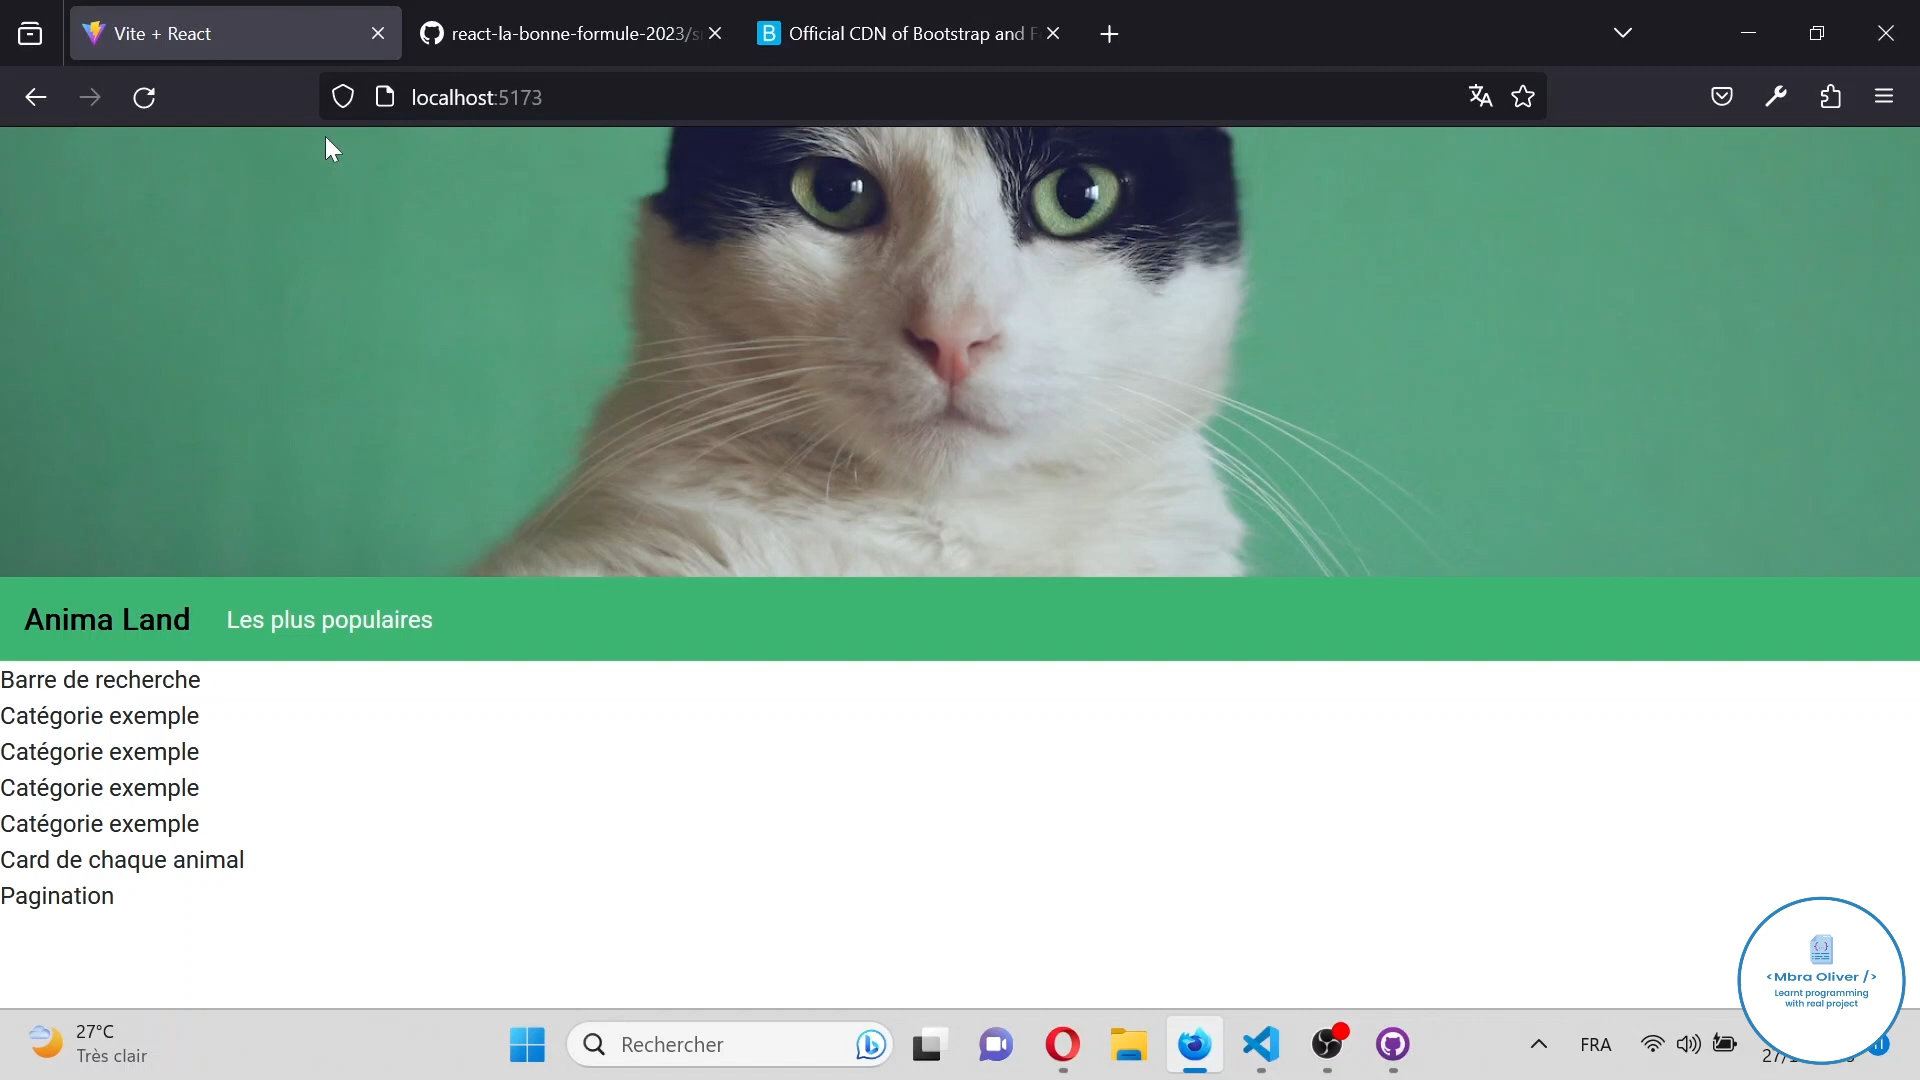 Vite + React
react-la-bonne-formule-2023/s
Official CDN of Bootstrap and F
localhost:5173
Anima Land
Les plus populaires
Barre de recherche
Catégorie exemple
Catégorie exemple
Catégorie exemple
Catégorie exemple
Card de chaque animal
Pagination
<Mbra Oliver />
Learnt programming
with real project
27°C
Très clair
Rechercher
FRA
27/